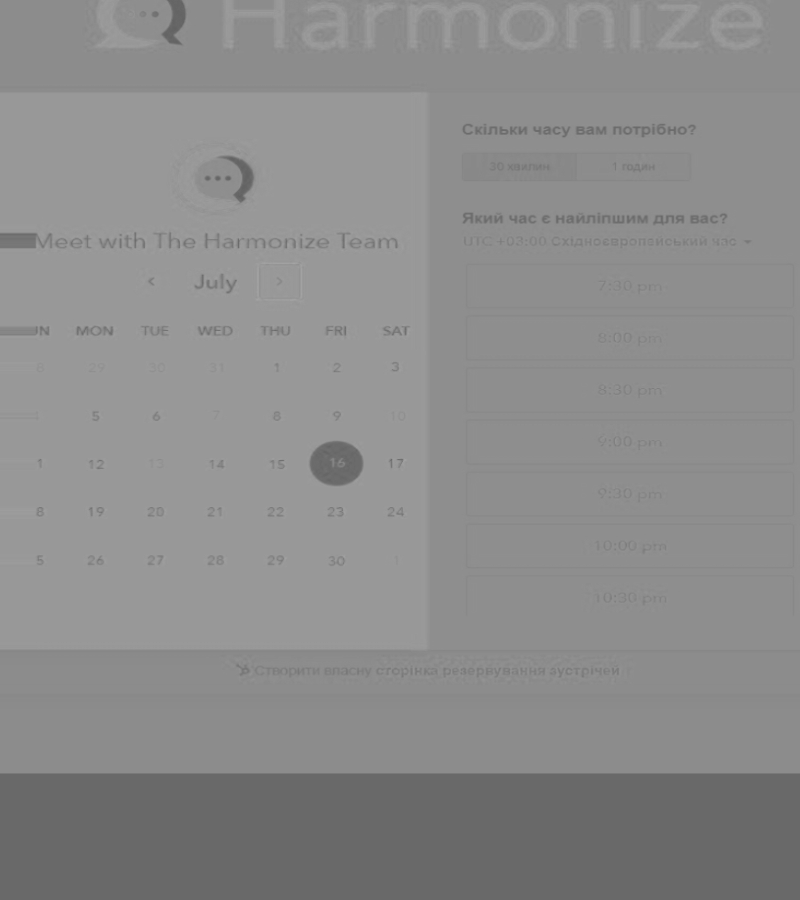 Harmonize
Meet with The Harmonize Team
July
UN MON TUE WED THU FRI SAT
8 29 30 31 1 2 3
4 5 6 7 8 9 10
1 12 13 14 15 16 17
8 19 20 21 22 23 24
5 26 27 28 29 30 1
Скільки часу вам потрібно?
30 хвилин 1 годин
Який час є найліпшим для вас?
UTC +03:00 Східноєвропейський час
7:30 pm
8:00 pm
8:30 pm
9:00 pm
9:30 pm
10:00 pm
10:30 pm
Створити власну сторінка резервування зустрічей